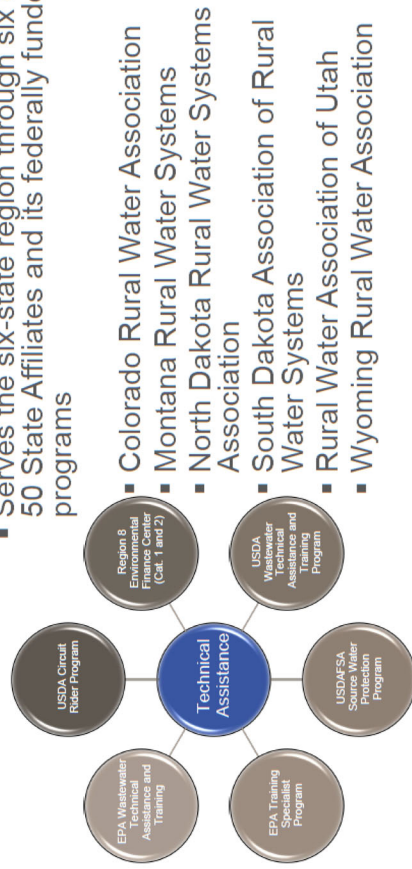 Serves the six-state region through six
50 State Affiliates and its federally
programs
▪ Colorado Rural Water Association
▪ Montana Rural Water Systems
▪ North Dakota Rural Water Systems
Association
▪ South Dakota Association of Rural
Water Systems
▪ Rural Water Association of Utah
▪ Wyoming Rural Water Association
USDA Circuit
Rider Program
Region 8
Environmental
Finance Center
(Cat. 1 and 2)
USDA
Wastewater
Technical
Assistance and
Training
Program
USDAFSA
Source Water
Protection
Program
EPA Training
Specialist
Program
EPA Wastewater
Technical
Assistance and
Training
Technical
Assistance